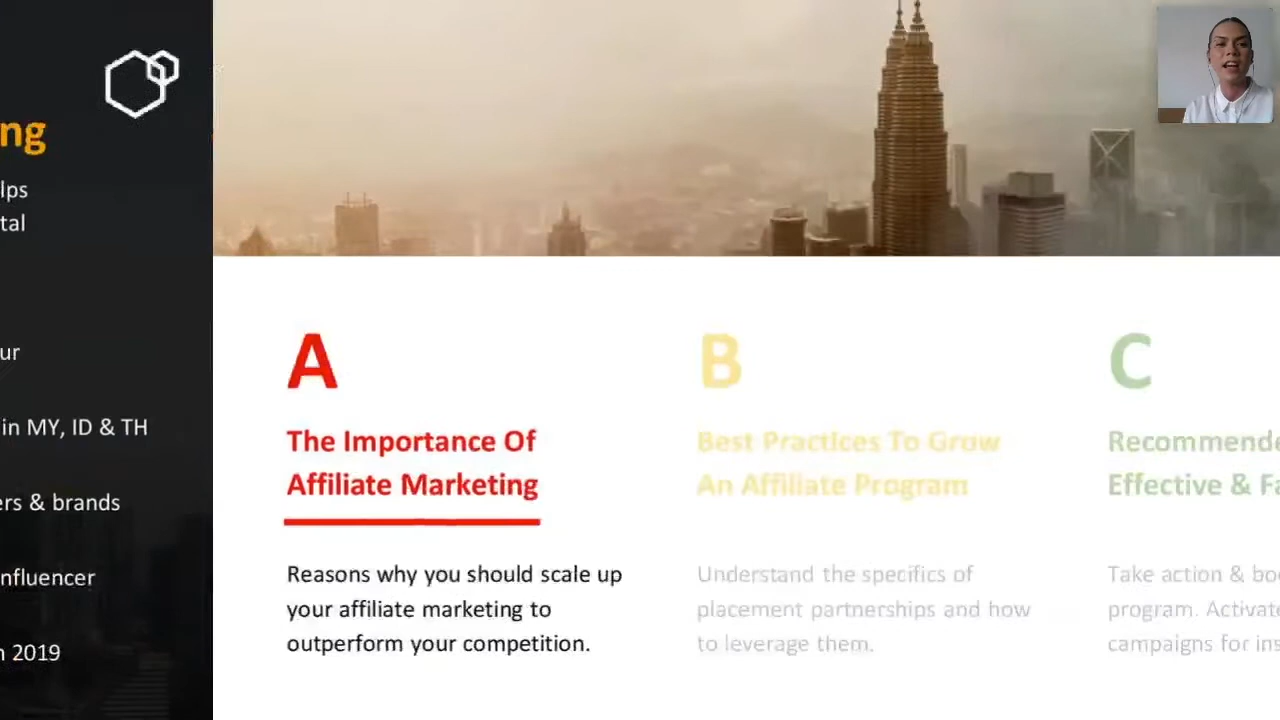 ng
lps
tal
ur
in MY, ID & TH
ers & brands
nfluencer
n 2019
A
The Importance Of
Affiliate Marketing
Reasons why you should scale up
your affiliate marketing to
outperform your competition.
B
Best Practices To Grow
An Affiliate Program
Understand the specifics of
placement partnerships and how
to leverage them.
C
Recommende
Effective & Fa
Take action & boo
program. Activate
campaigns for ins